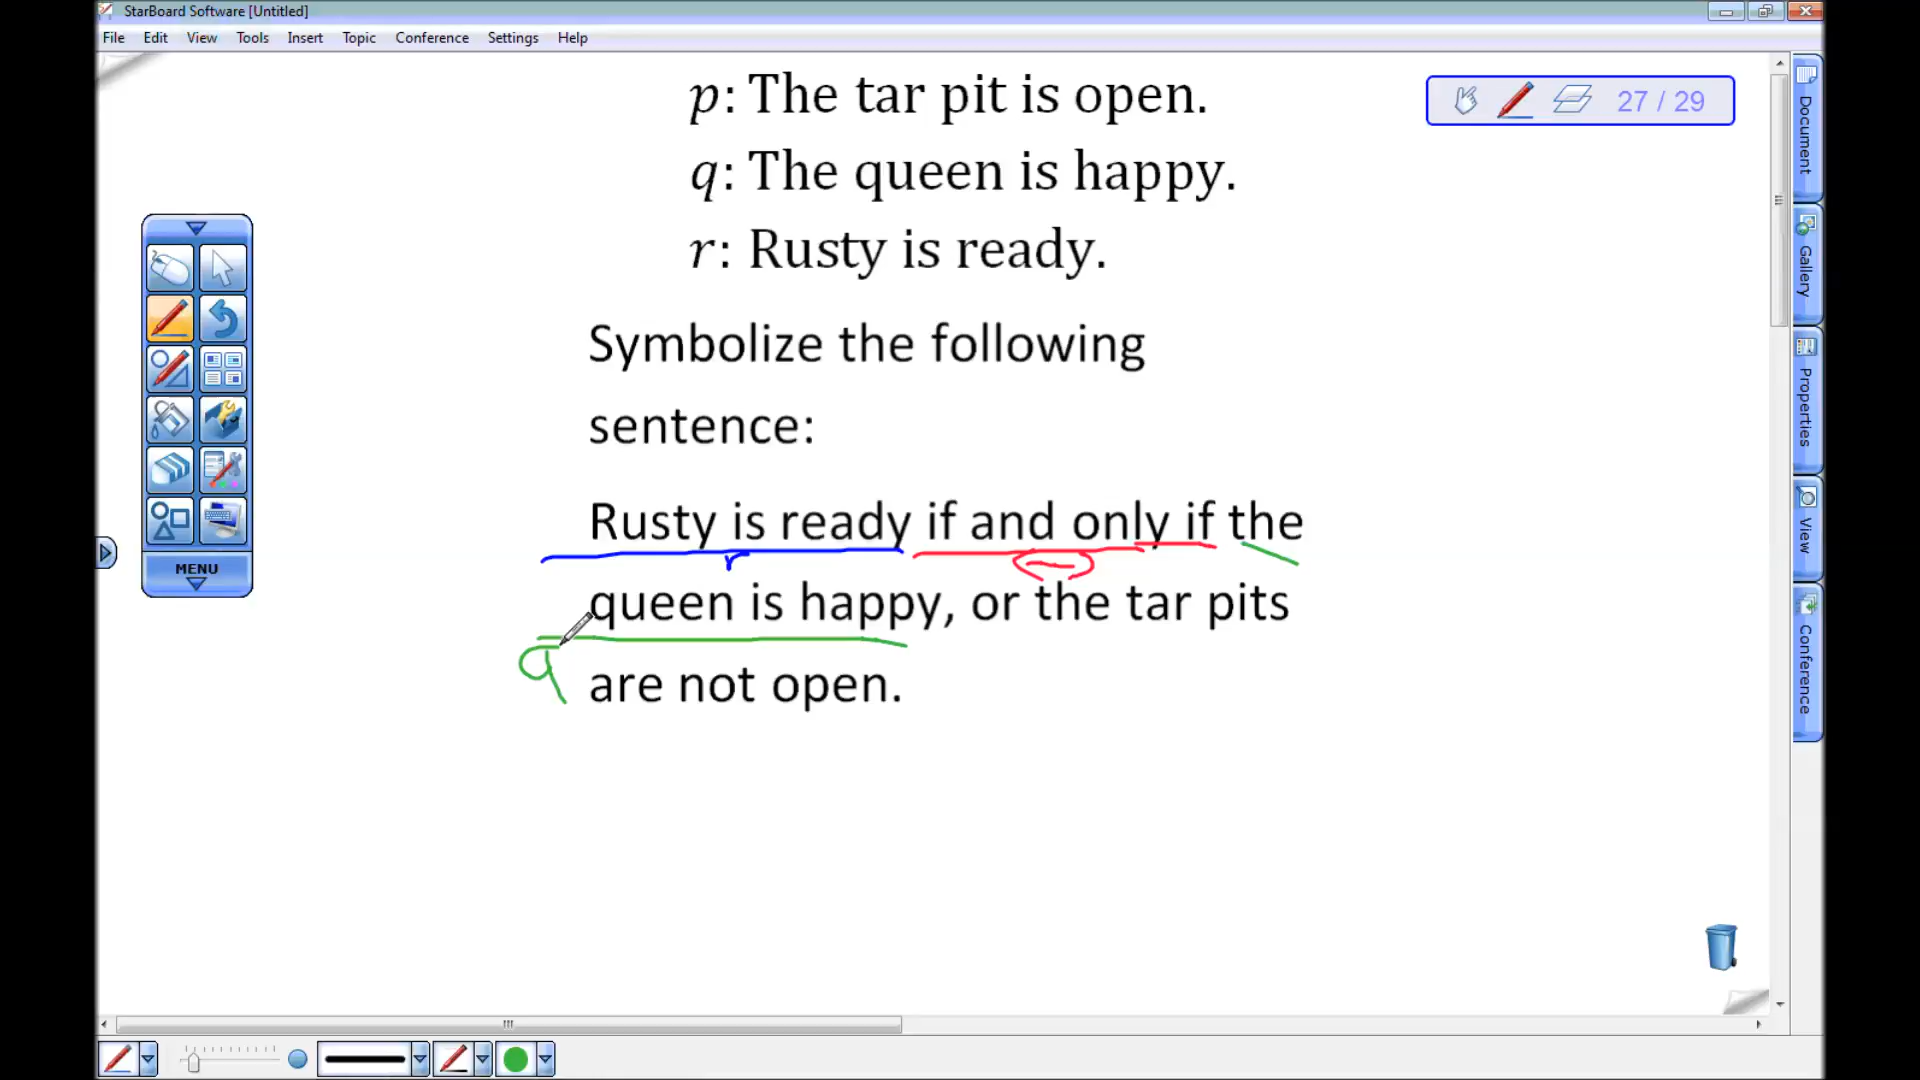 StarBoard Software [Untitled]
File Edit View Tools Insert Topic Conference Settings Help
p: The tar pit is open.
27 / 29
q: The queen is happy.
r: Rusty is ready.
Symbolize the following
sentence:
Rusty is ready if and only if the
r
queen is happy, or the tar pits
q
are not open.
MENU
Document
Gallery
Properties
View
Conference